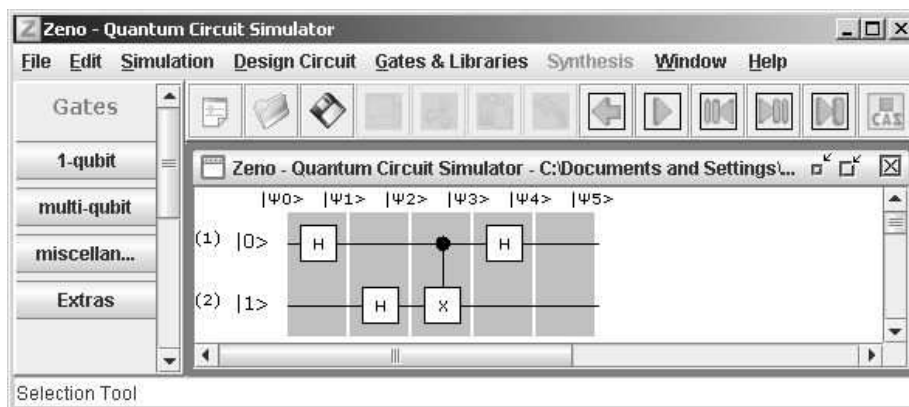 Z Zeno - Quantum Circuit Simulator
File Edit Simulation Design Circuit Gates & Libraries Synthesis Window Help
Gates
CAS
1-qubit
multi-qubit
miscellan...
Extras
Zeno - Quantum Circuit Simulator - C:\Documents and Settings\...
|Ψ0> |Ψ1> |Ψ2> |Ψ3> |Ψ4> |Ψ5>
(1) |0> H H
(2) |1> H X
Selection Tool